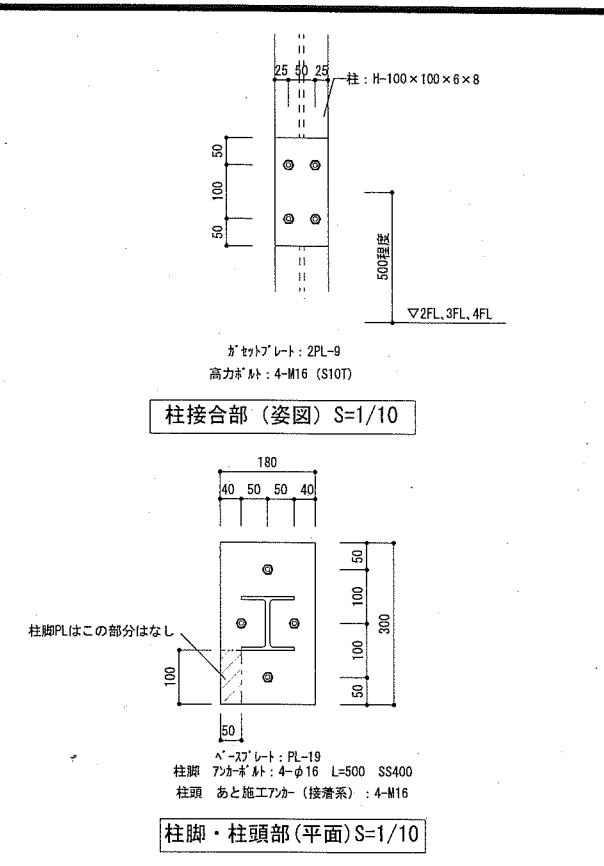 25 50 25
柱：H-100×100×6×8
50
100
50
500程度
▽2FL、3FL、4FL
ガセットプレート：2PL-9
高力ボルト：4-M16（S10T）
柱接合部（姿図）S=1/10
180
40 50 50 40
50
100
100
50
300
柱脚PLはこの部分はなし
100
50
ベースプレート：PL-19
柱脚 アンカーボルト：4-φ16 L=500 SS400
柱頭 あと施工アンカー（接着系）：4-M16
柱脚・柱頭部(平面)S=1/10